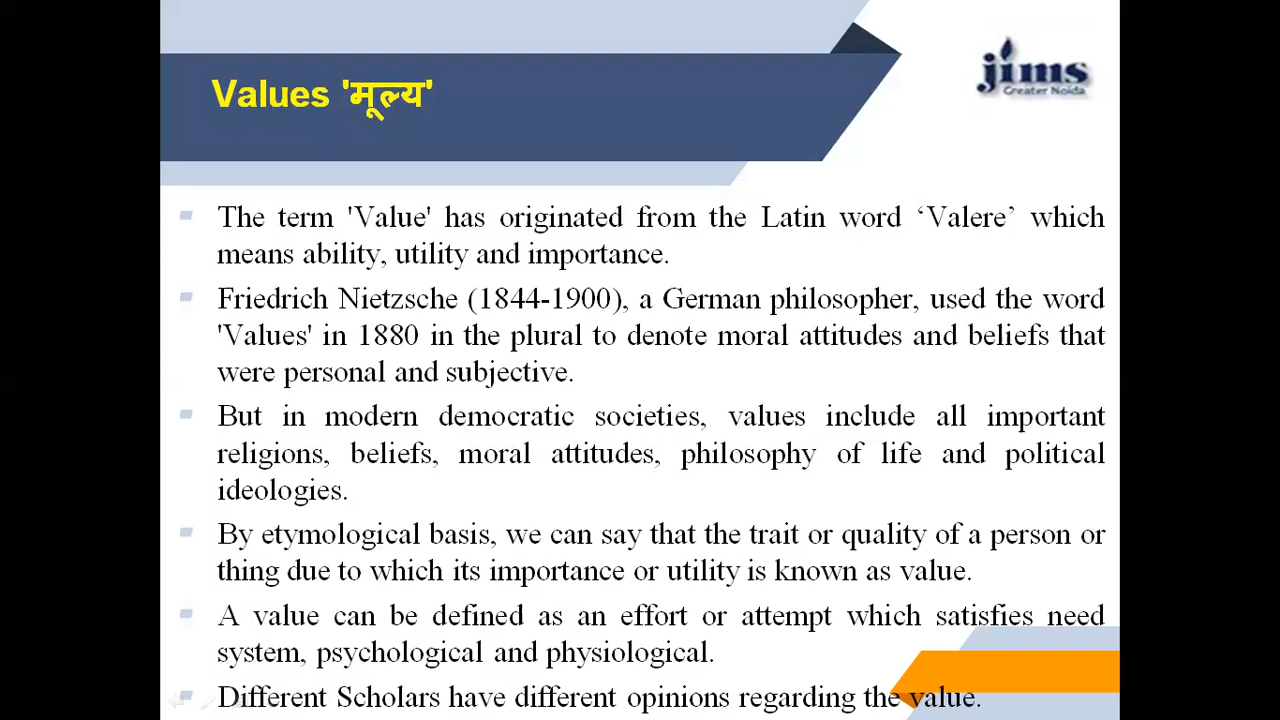 Values 'मूल्य'
jims
Greater Noida
The term 'Value' has originated from the Latin word ‘Valere’ which
means ability, utility and importance.
Friedrich Nietzsche (1844-1900), a German philosopher, used the word
'Values' in 1880 in the plural to denote moral attitudes and beliefs that
were personal and subjective.
But in modern democratic societies, values include all important
religions, beliefs, moral attitudes, philosophy of life and political
ideologies.
By etymological basis, we can say that the trait or quality of a person or
thing due to which its importance or utility is known as value.
A value can be defined as an effort or attempt which satisfies need
system, psychological and physiological.
Different Scholars have different opinions regarding the value.